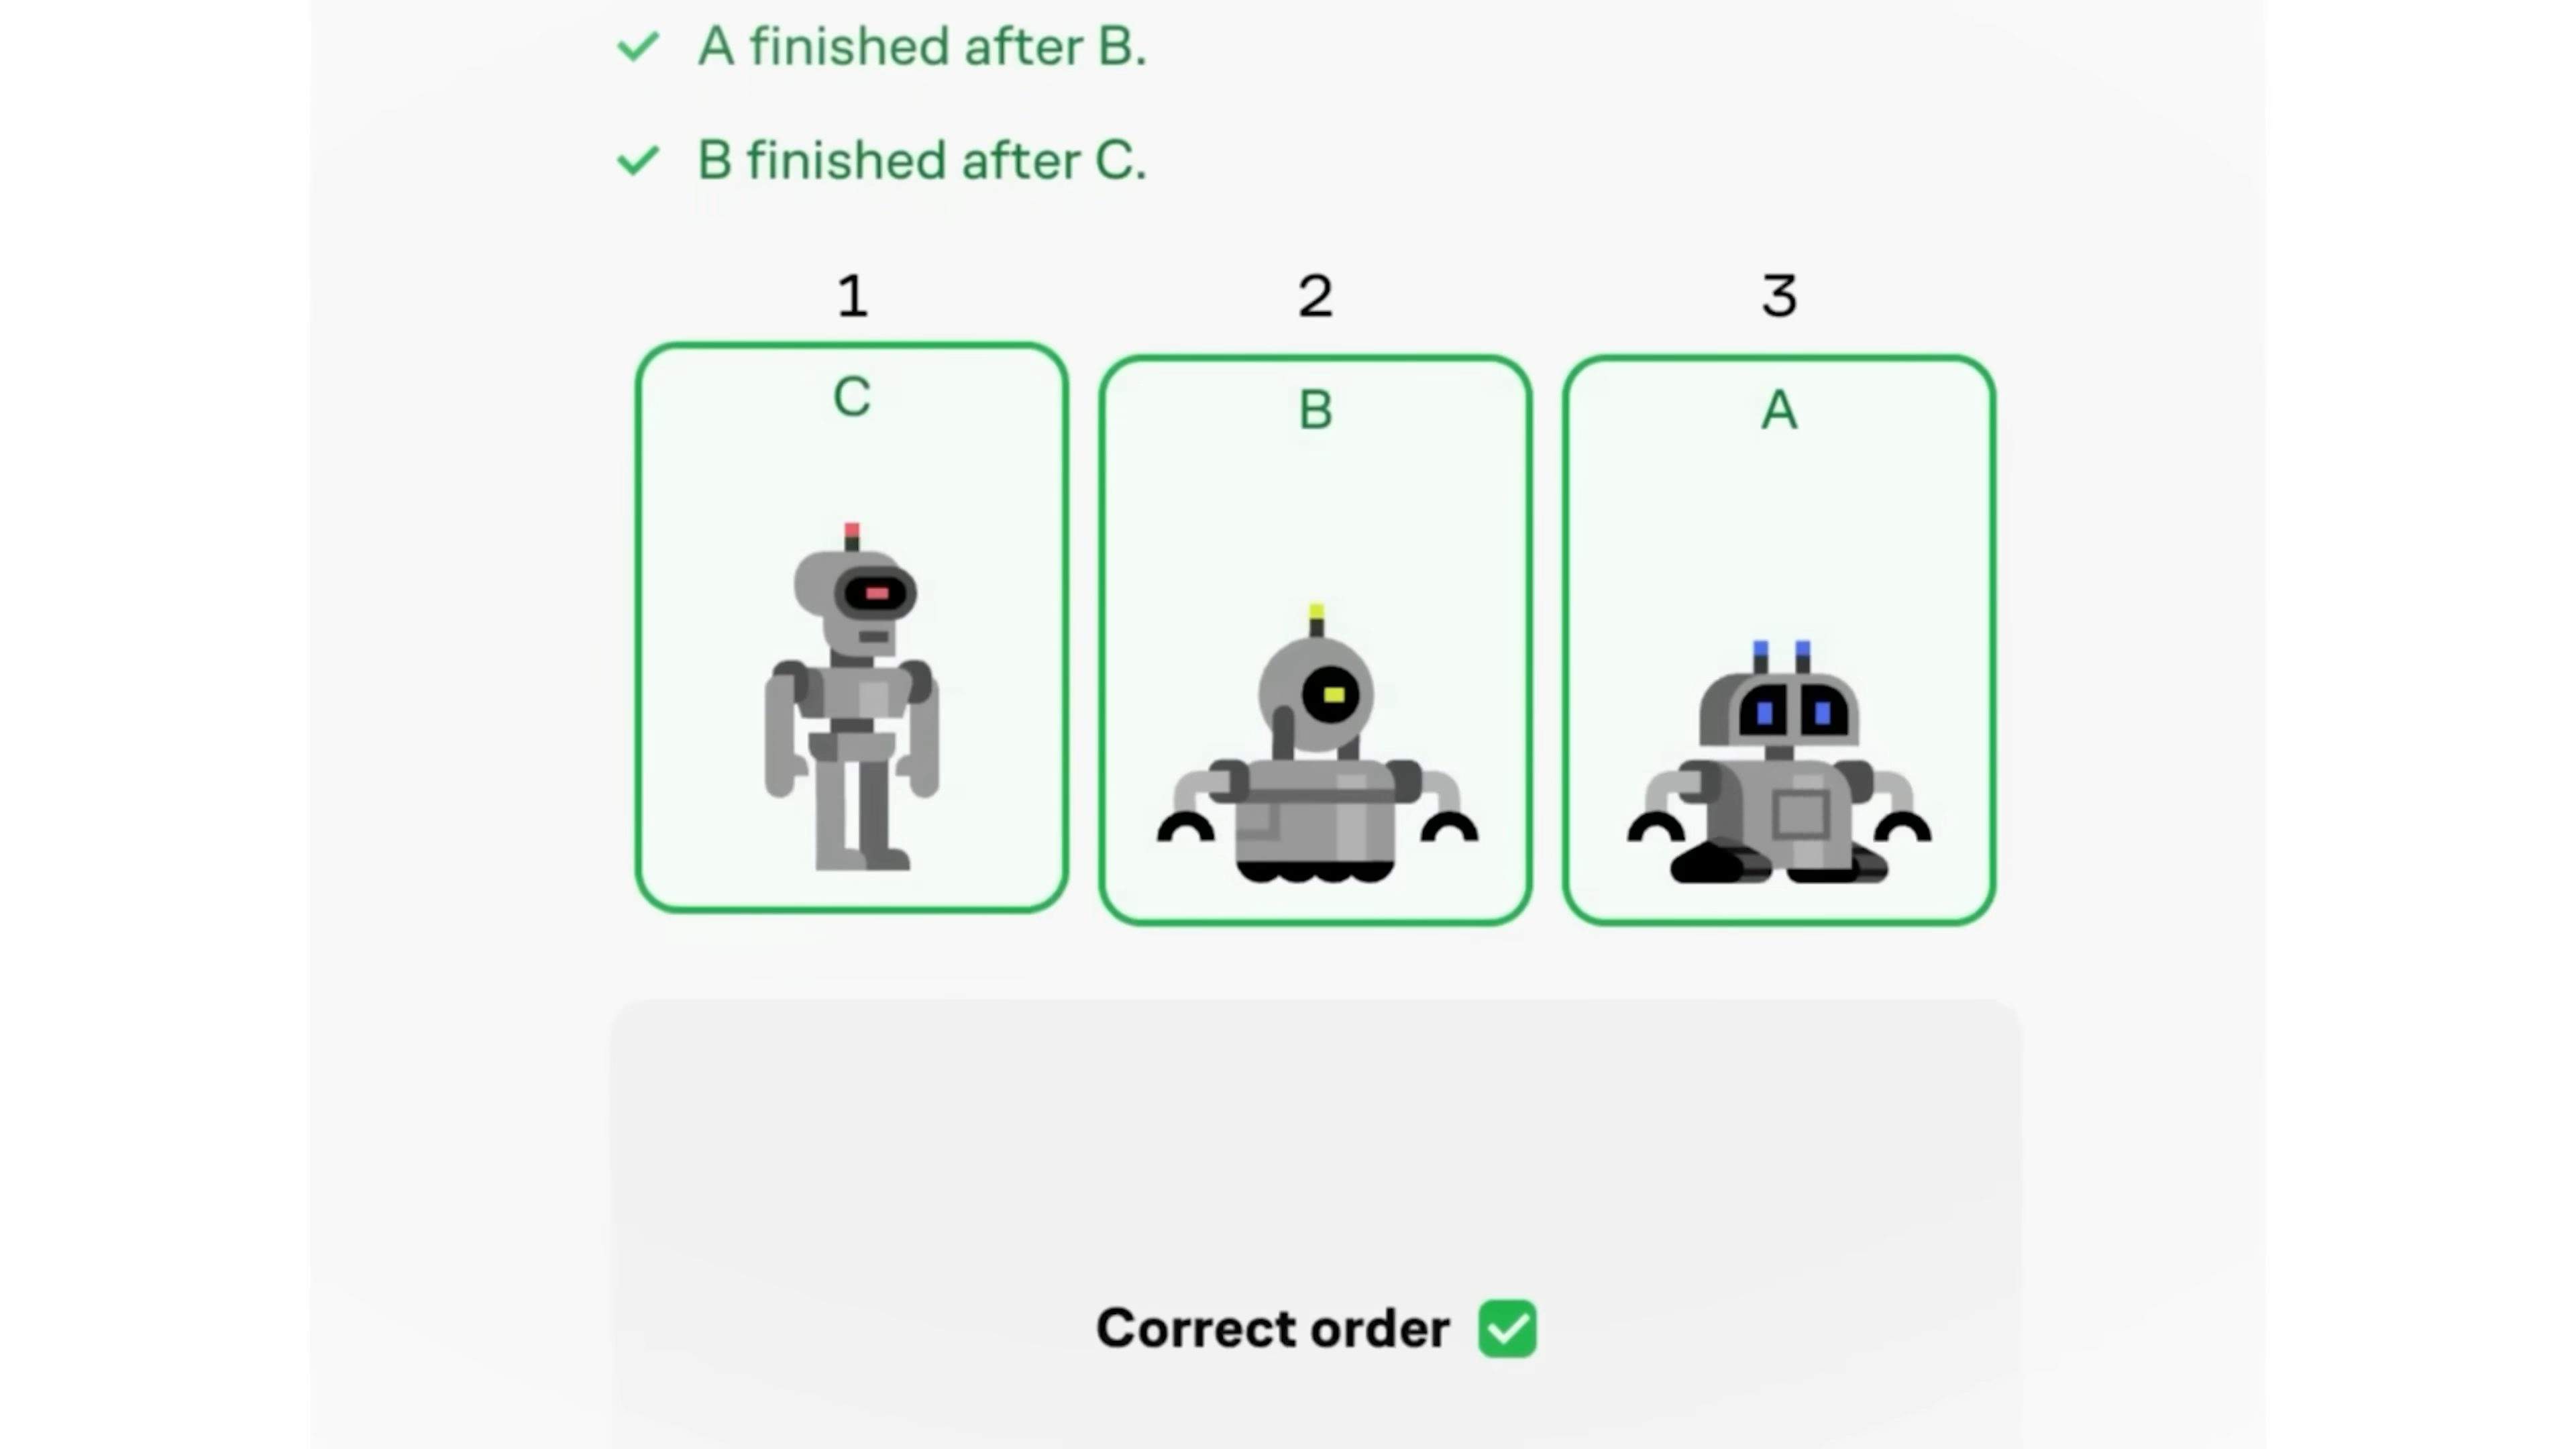 A finished after B.
B finished after C.
1 2 3
C B A
Correct order